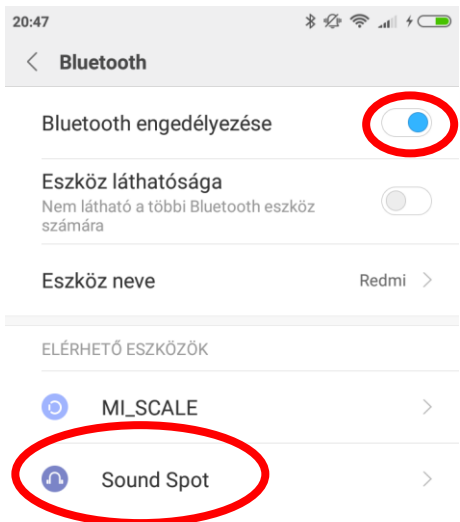 20:47
Bluetooth
Bluetooth engedélyezése
Eszköz láthatósága
Nem látható a többi Bluetooth eszköz
számára
Eszköz neve Redmi
ELÉRHETŐ ESZKÖZÖK
MI_SCALE
Sound Spot